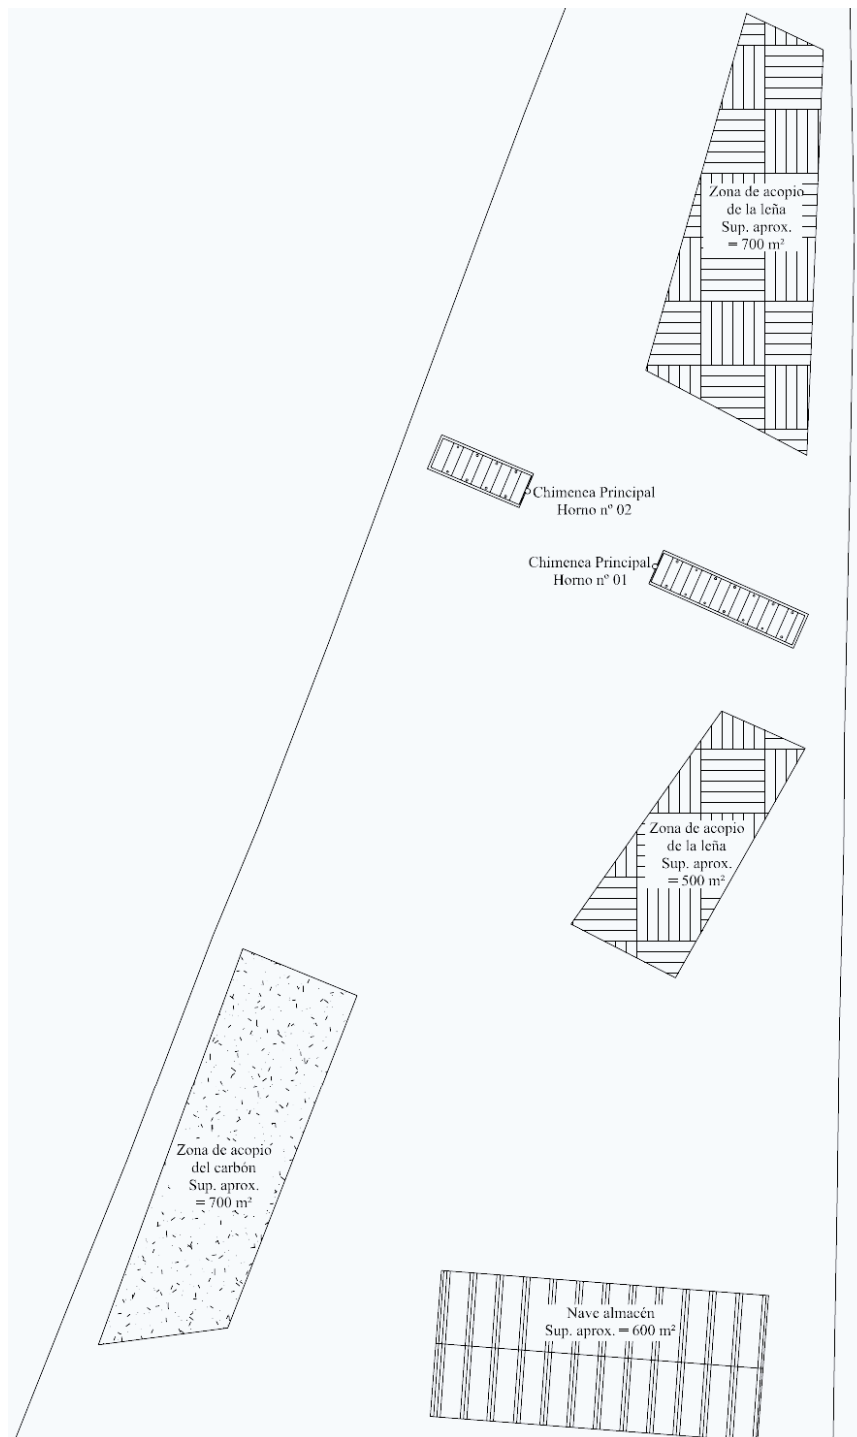 Zona de acopio
de la leña
Sup. aprox.
= 700 m²
Chimenea Principal
Horno nº 02
Chimenea Principal
Horno nº 01
Zona de acopio
de la leña
Sup. aprox.
= 500 m²
Zona de acopio
del carbón
Sup. aprox.
= 700 m²
Nave almacén
Sup. aprox. = 600 m²